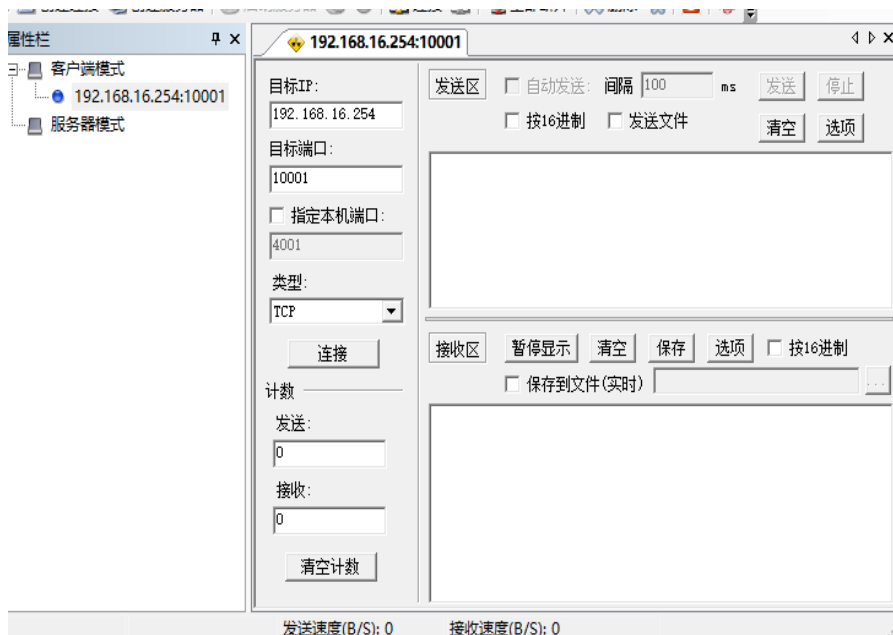 属性栏
客户端模式
192.168.16.254:10001
服务器模式
192.168.16.254:10001
目标IP:
192.168.16.254
目标端口:
10001
指定本机端口:
4001
类型:
TCP
连接
计数
发送:
0
接收:
0
清空计数
发送区 自动发送: 间隔 100 ms 发送 停止
按16进制 发送文件 清空 选项
接收区 暂停显示 清空 保存 选项 按16进制
保存到文件(实时) ...
发送速度(B/S): 0 接收速度(B/S): 0